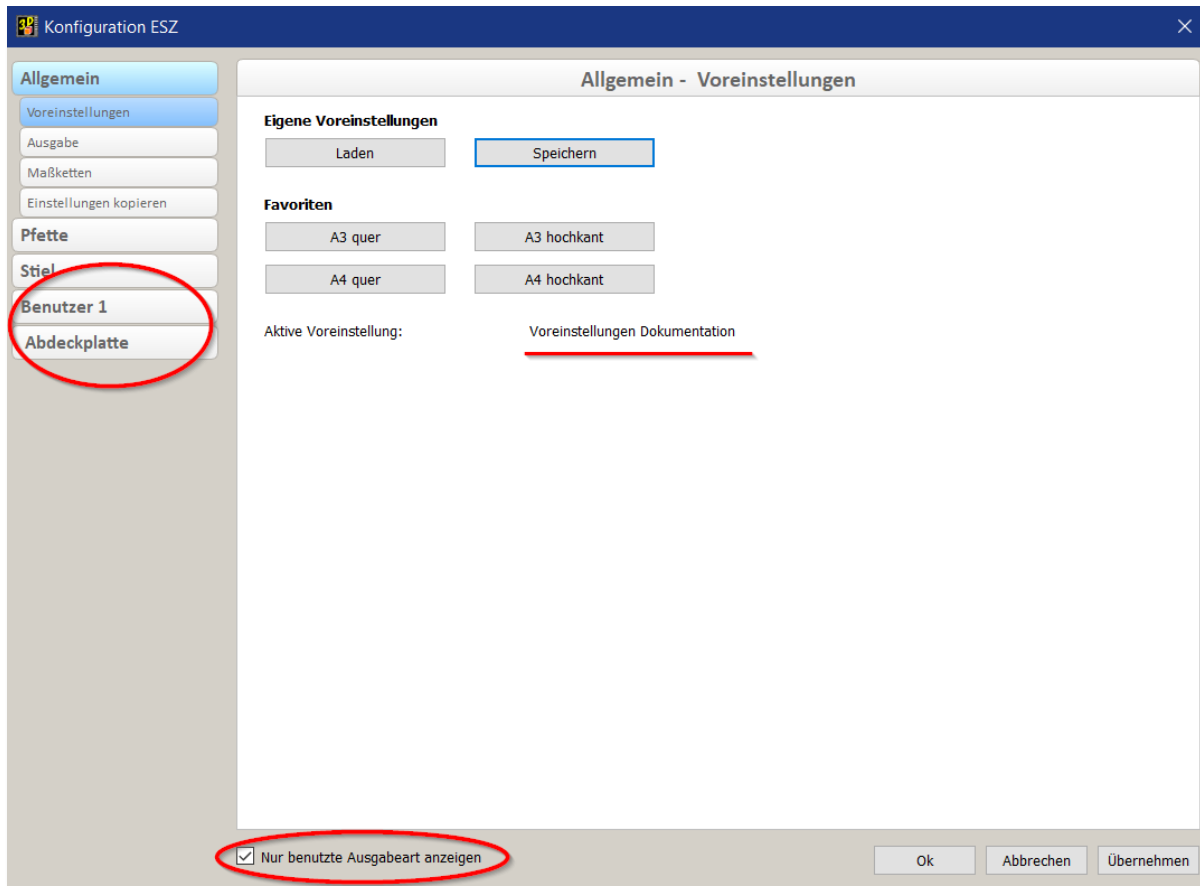 Konfiguration ESZ
Allgemein
Voreinstellungen
Ausgabe
Maßketten
Einstellungen kopieren
Pfette
Stiel
Benutzer 1
Abdeckplatte
Allgemein - Voreinstellungen
Eigene Voreinstellungen
Laden Speichern
Favoriten
A3 quer A3 hochkant
A4 quer A4 hochkant
Aktive Voreinstellung: Voreinstellungen Dokumentation
Nur benutzte Ausgabeart anzeigen
Ok Abbrechen Übernehmen